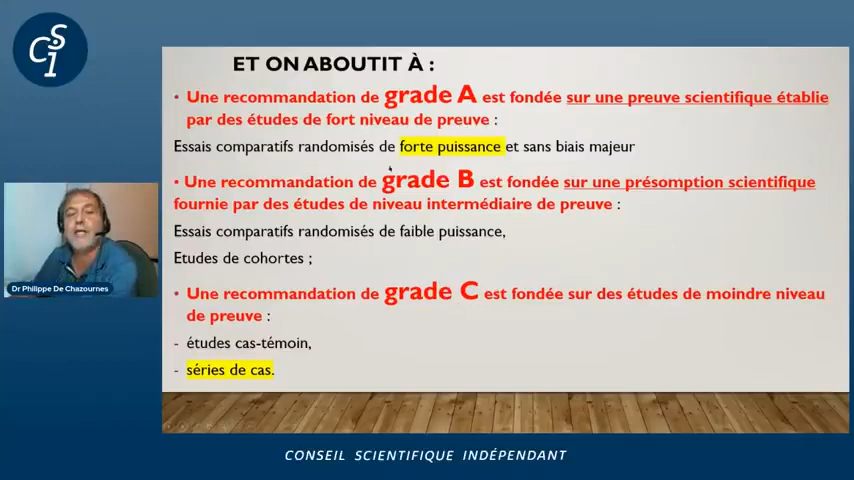 CSI
ET ON ABOUTIT À :
• Une recommandation de grade A est fondée sur une preuve scientifique établie
par des études de fort niveau de preuve :
Essais comparatifs randomisés de forte puissance et sans biais majeur
• Une recommandation de grade B est fondée sur une présomption scientifique
fournie par des études de niveau intermédiaire de preuve :
Essais comparatifs randomisés de faible puissance,
Etudes de cohortes ;
• Une recommandation de grade C est fondée sur des études de moindre niveau
de preuve :
- études cas-témoin,
- séries de cas.
Dr Philippe De Chazournes
CONSEIL SCIENTIFIQUE INDÉPENDANT